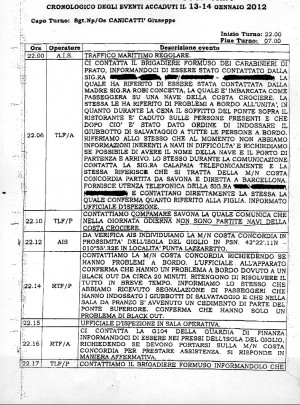 CRONOLOGICO DEGLI EVENTI ACCADUTI IL 13-14 GENNAIO 2012
Capo Turno: Sgt.Np/Oe CANICATTI' Giuseppe
Inizio Turno: 22.00
Fine Turno: 07.00
Ora Operatore Descrizione evento
22.00 A.I.S. TRAFFICO MARITTIMO REGOLARE.
22.06 TLF/A
CI CONTATTA IL BRIGADIERE FORMUSO DEI CARABINIERI DI
PRATO, INFORMANDOCI DI ESSERE STATO CONTATTATO DALLA
SIG.RA
LA
QUALE HA RIFERITO DI ESSERE STATA CONTATTATA DALLA
MADRE SIG.RA ROBI CONCETTA, LA QUALE E' IMBARCATA COME
PASSEGGERA SU UNA NAVE DELLA COSTA CROCIERE. LA
STESSA LE HA RIFERITO DI PROBLEMI A BORDO ALL'UNITA', IN
QUANTO DURANTE LA CENA IL SOFFITTO DEL PONTE SOPRA IL
RISTORANTE E' CADUTO SULLE PERSONE PRESENTI E CHE
DOPO CIO' E' STATO DATO ORDINE DI INDOSSARE IL
GIUBBOTTO DI SALVATAGGIO A TUTTE LE PERSONE A BORDO.
RIFERIAMO ALLO STESSO CHE AL MOMENTO NON ABBIAMO
INFORMAZIONI INERENTI A NAVI IN DIFFICOLTA' E RICHIEDIAMO
SE POSSIBILE DI AVERE IL NOME DELLA NAVE E IL PORTO DI
PARTENZA E ARRIVO. LO STESSO DURANTE LA COMUNICAZIONE
CONTATTA LA SIG.RA CALAPAIA TELEFONICAMENTE E LA
STESSA RIFERISCE CHE SI TRATTA DELLA M/N COSTA
CONCORDIA PARTITA DA SAVONA E DIRETTA A BARCELLONA.
FORNISCE UTENZA TELEFONICA DELLA SIG.RA
E CONTATTANO DIRETTAMENTE LA STESSA LA
QUALE CONFERMA QUANTO RIFERITO ALLA FIGLIA. INFORMATO
UFFICIALE D'ISPEZIONE.
22.10 TLF/P
CONTATTIAMO COMPAMARE SAVONA LA QUALE COMUNICA CHE
NELLA GIORNATA ODIERNA NON SONO PARTITE NAVI DELLA
COSTA CROCIERE.
22.12 AIS
DA VERIFICA AIS INDIVIDUIAMO LA M/N COSTA CONCORDIA IN
PROSSIMITA' DELL'ISOLA DEL GIGLIO IN PSN.
IN LOCALITA' PUNTA LAZZARETTO.
22.14 RTF/P
CONTATTIAMO LA M/N COSTA CONCORDIA RICHIEDENDO SE
HANNO PROBLEMI A BORDO. L'UFFICIALE ALL'APPARATO
CONFERMA CHE HANNO UN PROBLEMA A BORDO DOVUTO A UN
BLACK OUT DA CIRCA 20 MINUTI. RITENGONO DI RISOLVERE IL
TUTTO IN BREVE TEMPO. INFORMIAMO LO STESSO CHE
ABBIAMO RICEVUTO SEGNALAZIONE DI PASSEGGERI CHE
HANNO INDOSSATO I GIUBBOTTI DI SALVATAGGIO E CHE NELLA
SALA DA PRANZO E' AVVENUTO UN CEDIMENTO DI PARTE DEL
PONTE SUPERIORE. CONFERMA CHE HANNO SOLO UN
PROBLEMA DI BLACK OUT.
22.15 UFFICIALE D'ISPEZIONE IN SALA OPERATIVA.
22.16 RTF/A
CI CONTATTA LA G104 DELLA GUARDIA DI FINANZA
INFORMANDOCI DI ESSERE NEI PRESSI DELL'ISOLA DEL GIGLIO,
RICHIEDENDO SE DEVONO PORTARSI SULLA M/N COSTA
CONCORDIA PER PRESTARE ASSISTENZA. SI RISPONDE IN
MANIERA AFFERMATIVA.
22.17 TLF/P CONTATTIAMO IL BRIGADIERE FORMUSO INFORMANDOLO CHE